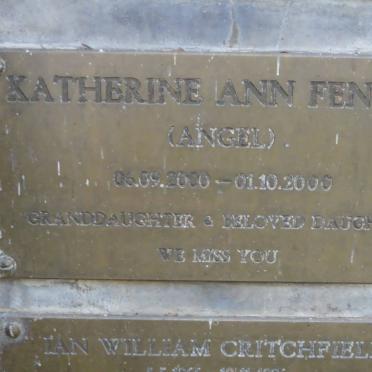 KATHERINE ANN FEN
(ANGEL)
06.09.2000 - 01.10.2000
GRANDDAUGHTER & BELOVED DAUGH
WE MISS YOU
IAN WILLIAM CRITCHFIEL